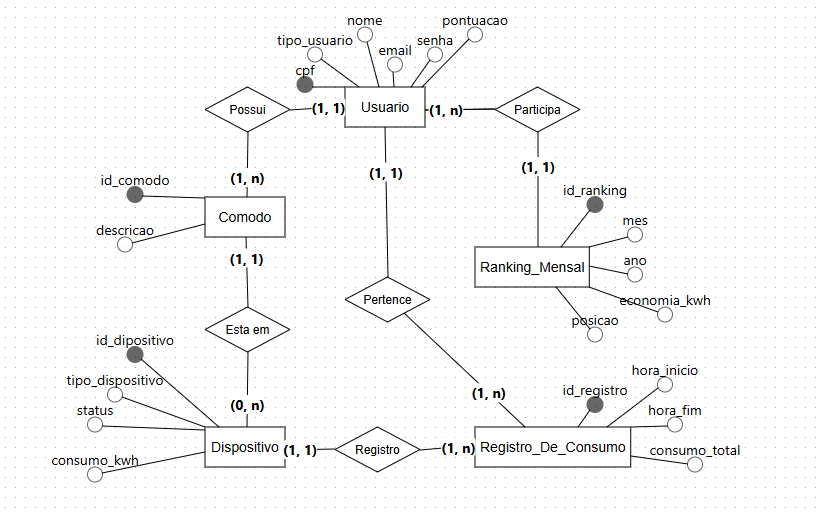 nome
pontuacao
tipo_usuario
senha
email
cpf
Possui
(1, 1)
Usuario
(1, n)
Participa
(1, n)
(1, 1)
(1, 1)
id_comodo
id_ranking
Comodo
mes
descricao
(1, 1)
ano
Ranking_Mensal
Pertence
economia_kwh
posicao
Esta em
id_dipositivo
hora_inicio
tipo_dispositivo
id_registro
(1, n)
status
(0, n)
hora_fim
Dispositivo
(1, 1)
Registro
(1, n)
Registro_De_Consumo
consumo_total
consumo_kwh